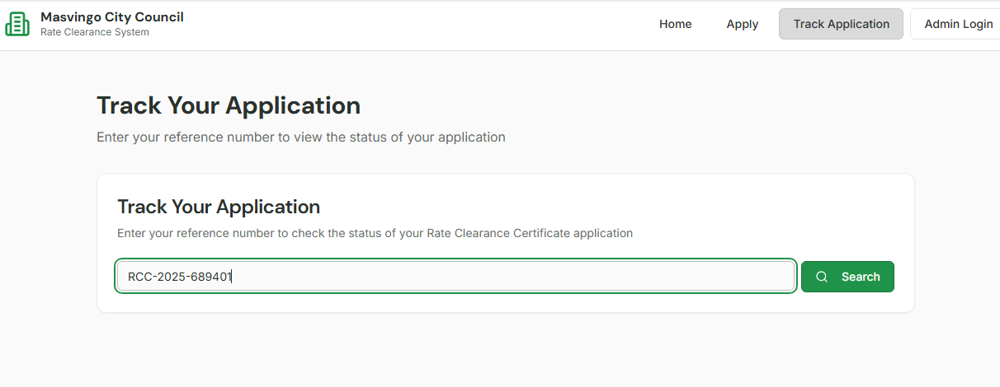 Masvingo City Council
Rate Clearance System
Home Apply Track Application Admin Login
Track Your Application
Enter your reference number to view the status of your application
Track Your Application
Enter your reference number to check the status of your Rate Clearance Certificate application
RCC-2025-689401 Search